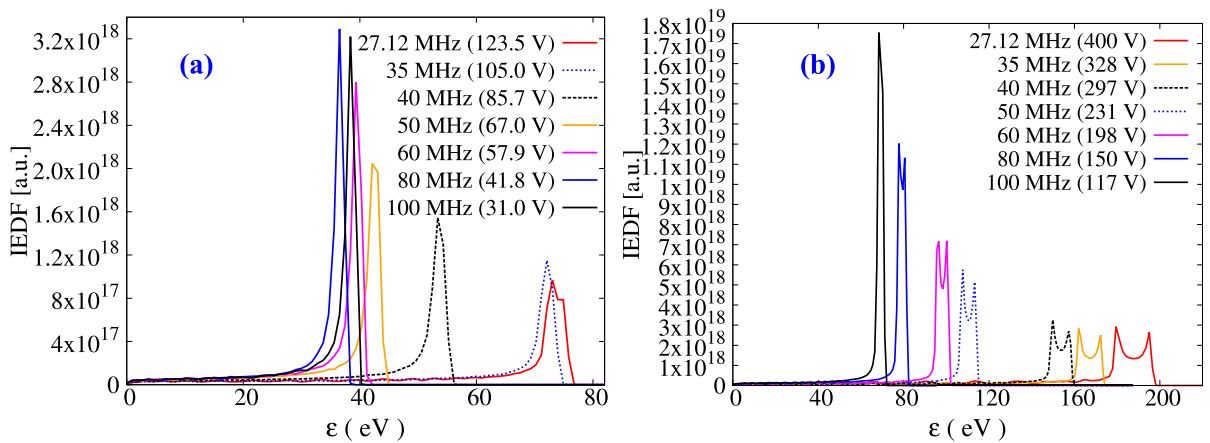 (a)
27.12 MHz (123.5 V)
35 MHz (105.0 V)
40 MHz (85.7 V)
50 MHz (67.0 V)
60 MHz (57.9 V)
80 MHz (41.8 V)
100 MHz (31.0 V)
3.2x10^18
2.8x10^18
2.4x10^18
2.0x10^18
1.6x10^18
1.2x10^18
8x10^17
4x10^17
0
IEDF [a.u.]
0 20 40 60 80
ε ( eV )
(b)
27.12 MHz (400 V)
35 MHz (328 V)
40 MHz (297 V)
50 MHz (231 V)
60 MHz (198 V)
80 MHz (150 V)
100 MHz (117 V)
1.8x10^19
1.7x10^19
1.6x10^19
1.5x10^19
1.4x10^19
1.3x10^19
1.2x10^19
1.1x10^19
1x10^19
9x10^18
8x10^18
7x10^18
6x10^18
5x10^18
4x10^18
3x10^18
2x10^18
1x10^18
0
IEDF [a.u.]
0 40 80 120 160 200
ε ( eV )